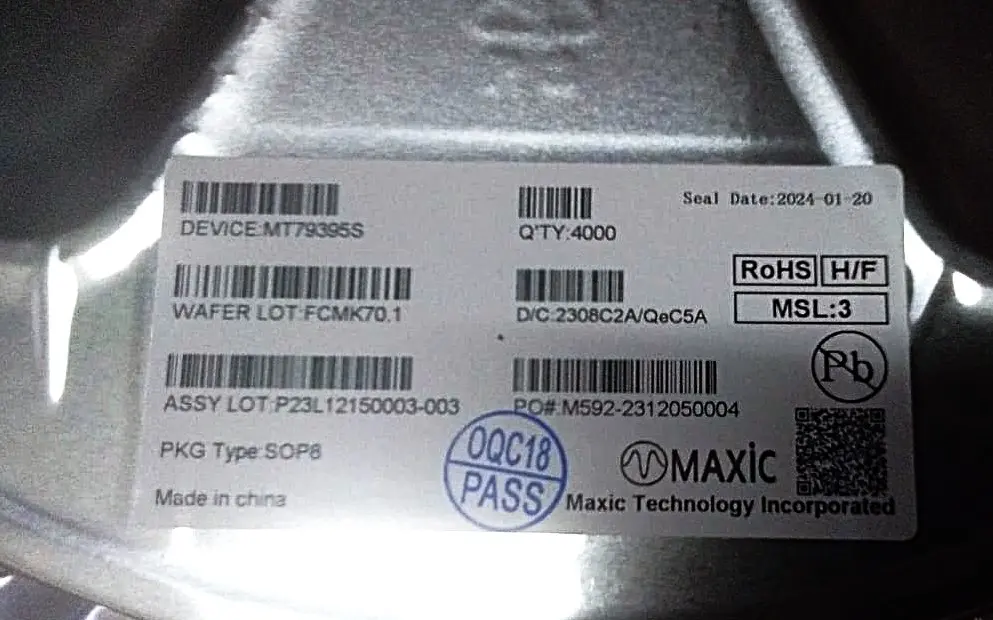 DEVICE:MT79395S
Q'TY:4000
Seal Date:2024-01-20
WAFER LOT:FCMK70.1
D/C:2308C2A/QeC5A
RoHS H/F
MSL:3
ASSY LOT:P23L12150003-003
PO#:M592-2312050004
Pb
PKG Type:SOP8
OQC18
PASS
MAXiC
Made in china
Maxic Technology Incorporated